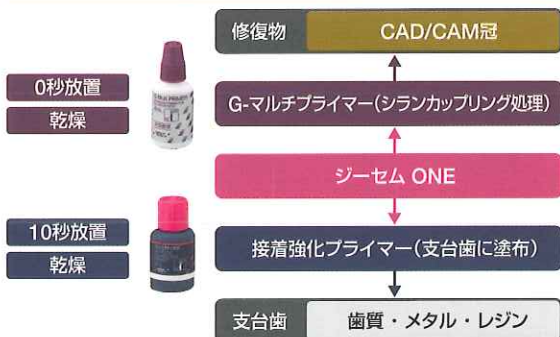 修復物 CAD/CAM冠
0秒放置
乾燥
G-マルチプライマー(シランカップリング処理)
ジーセム ONE
10秒放置
乾燥
接着強化プライマー(支台歯に塗布)
支台歯 歯質・メタル・レジン